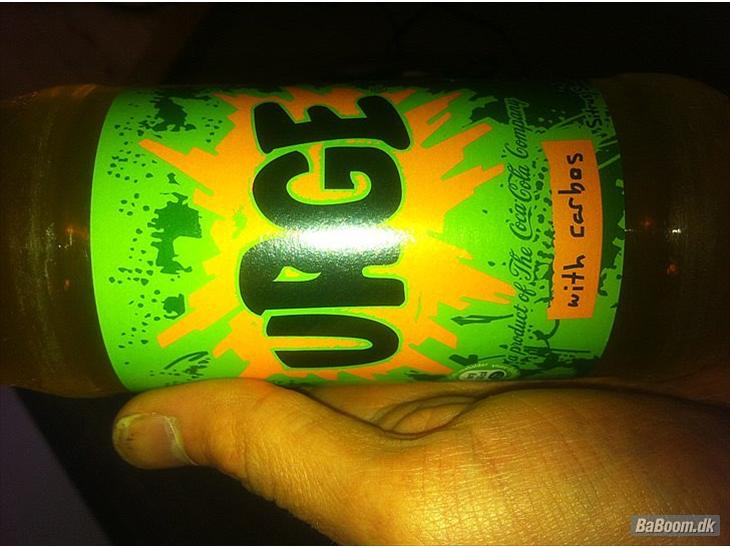 URGE
a product of The Coca-Cola Company
with carbos
BaBoom.dk